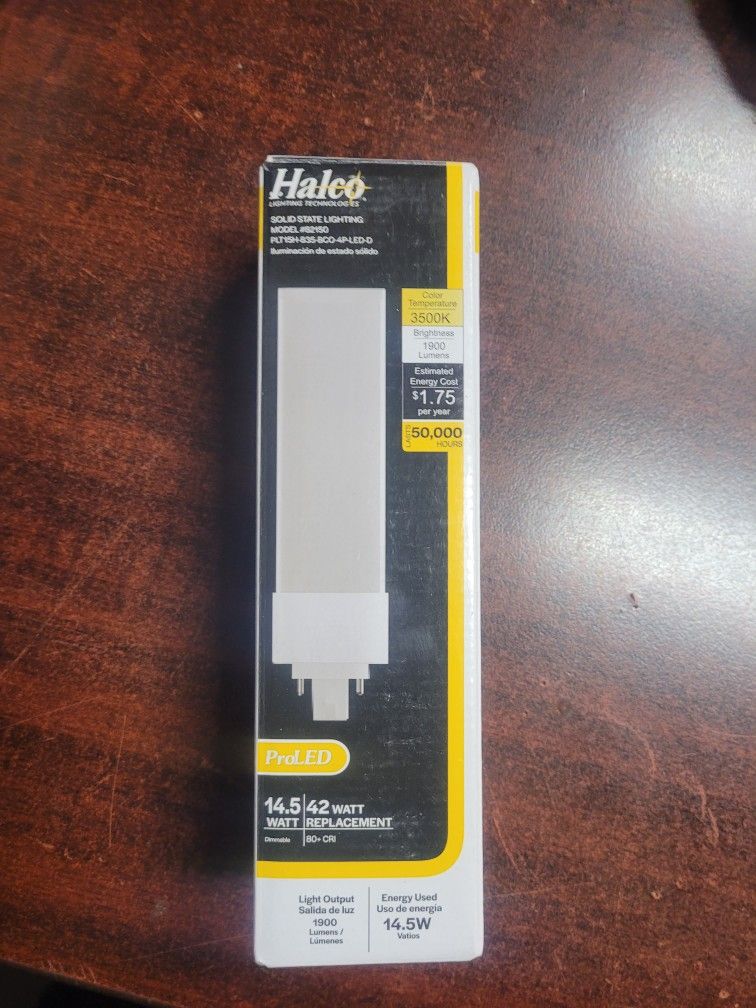 Halco
LIGHTING TECHNOLOGIES
SOLID STATE LIGHTING
MODEL #82150
PLT15H-835-BCO-4P-LED-D
Iluminación de estado sólido
Color
Temperature
3500K
Brightness
1900
Lumens
Estimated
Energy Cost
$1.75
per year
LASTS
50,000
HOURS
ProLED
14.5 WATT
Dimmable
42 WATT
REPLACEMENT
80+ CRI
Light Output
Salida de luz
1900
Lumens /
Lúmenes
Energy Used
Uso de energia
14.5W
Vatios